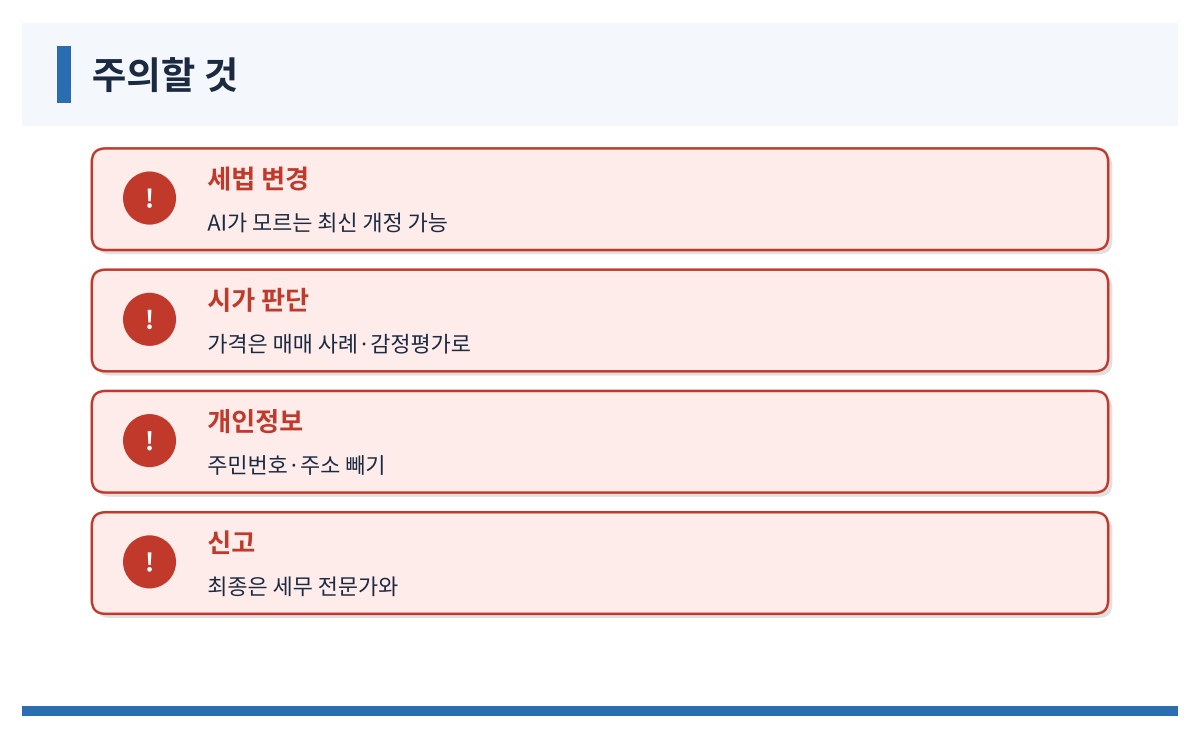 주의할 것
!
세법 변경
AI가 모르는 최신 개정 가능
!
시가 판단
가격은 매매 사례·감정평가로
!
개인정보
주민번호·주소 빼기
!
신고
최종은 세무 전문가와